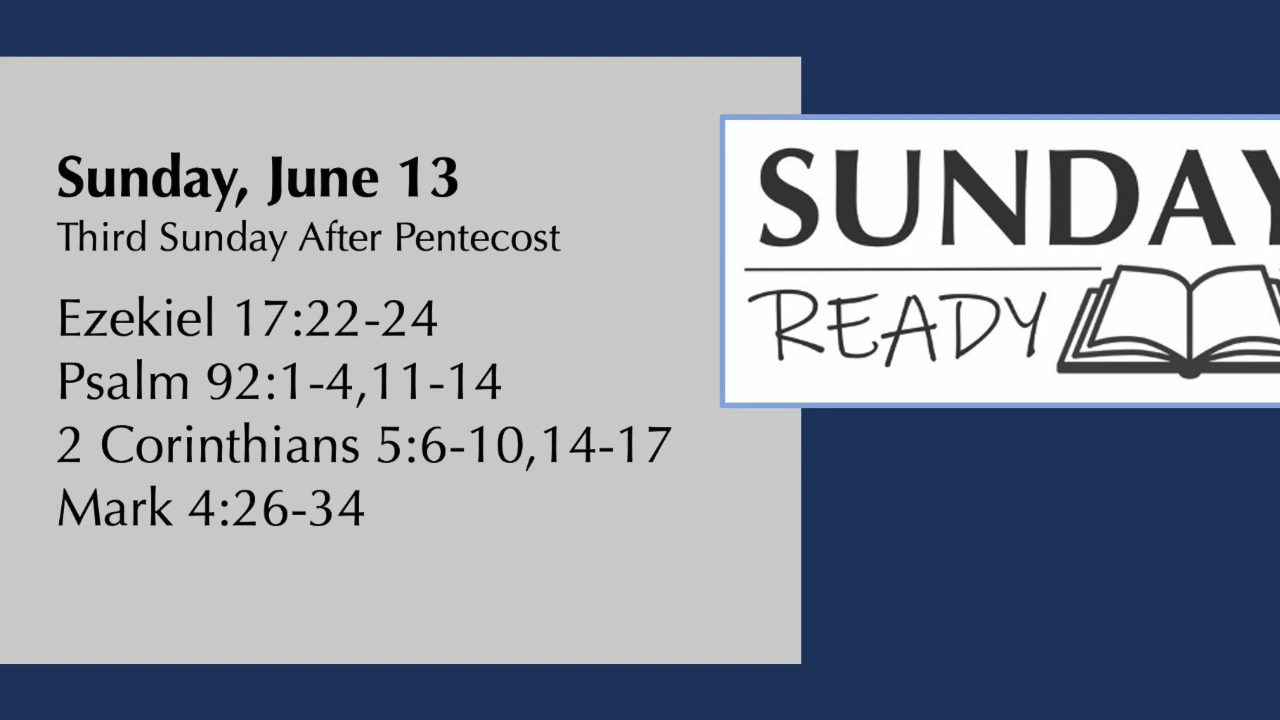 Sunday, June 13
Third Sunday After Pentecost
Ezekiel 17:22-24
Psalm 92:1-4,11-14
2 Corinthians 5:6-10,14-17
Mark 4:26-34
SUNDAY
READY